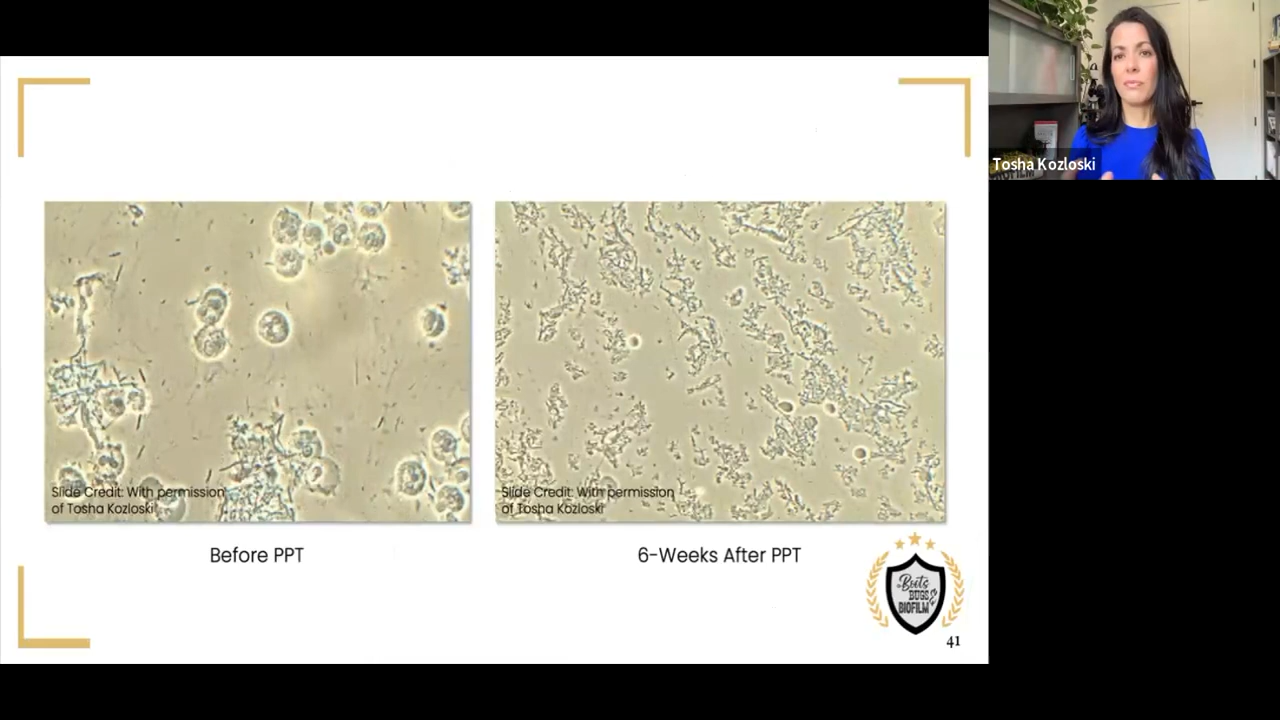 Tosha Kozloski
Slide Credit: With permission
of Tosha Kozloski
Slide Credit: With permission
of Tosha Kozloski
Before PPT
6-Weeks After PPT
Boots
BUGS &
BIOFILM
41